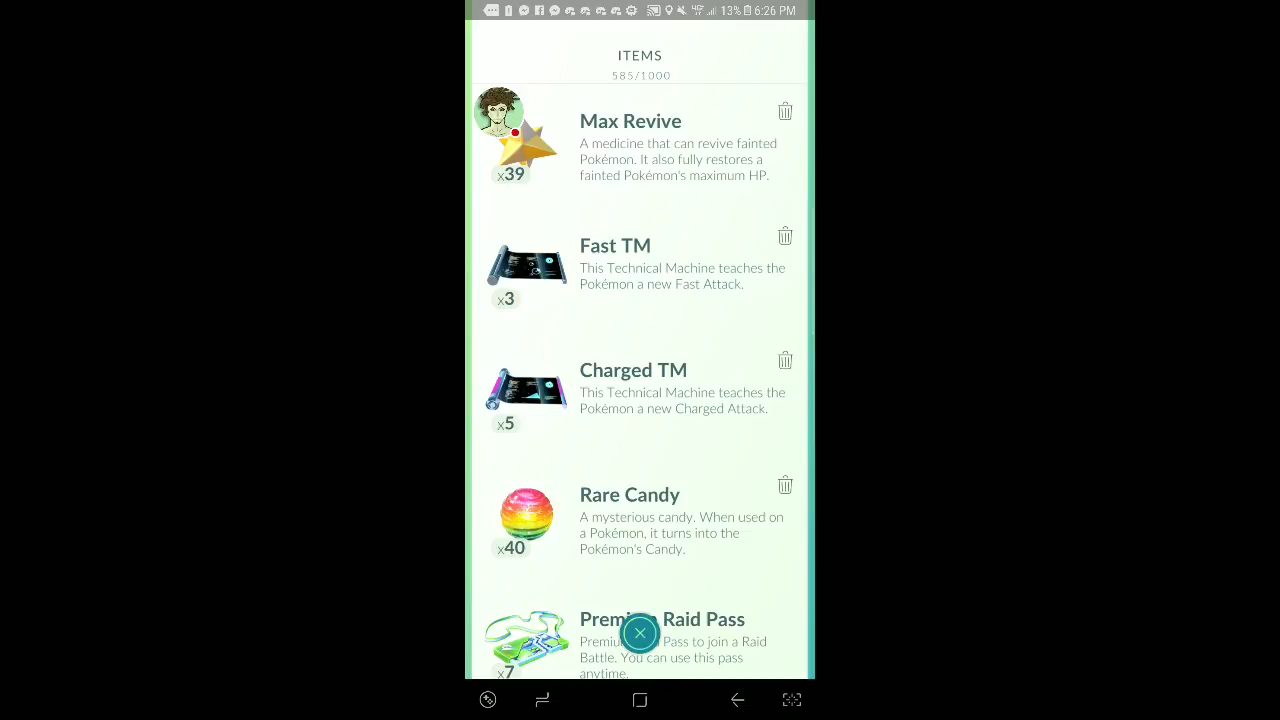 13% 6:26 PM
ITEMS
585/1000
Max Revive
A medicine that can revive fainted
Pokémon. It also fully restores a
fainted Pokémon's maximum HP.
x39
Fast TM
This Technical Machine teaches the
Pokémon a new Fast Attack.
x3
Charged TM
This Technical Machine teaches the
Pokémon a new Charged Attack.
x5
Rare Candy
A mysterious candy. When used on
a Pokémon, it turns into the
Pokémon's Candy.
x40
Raid Pass
Pass to join a Raid
Battle. You can use this pass
anytime.
x7